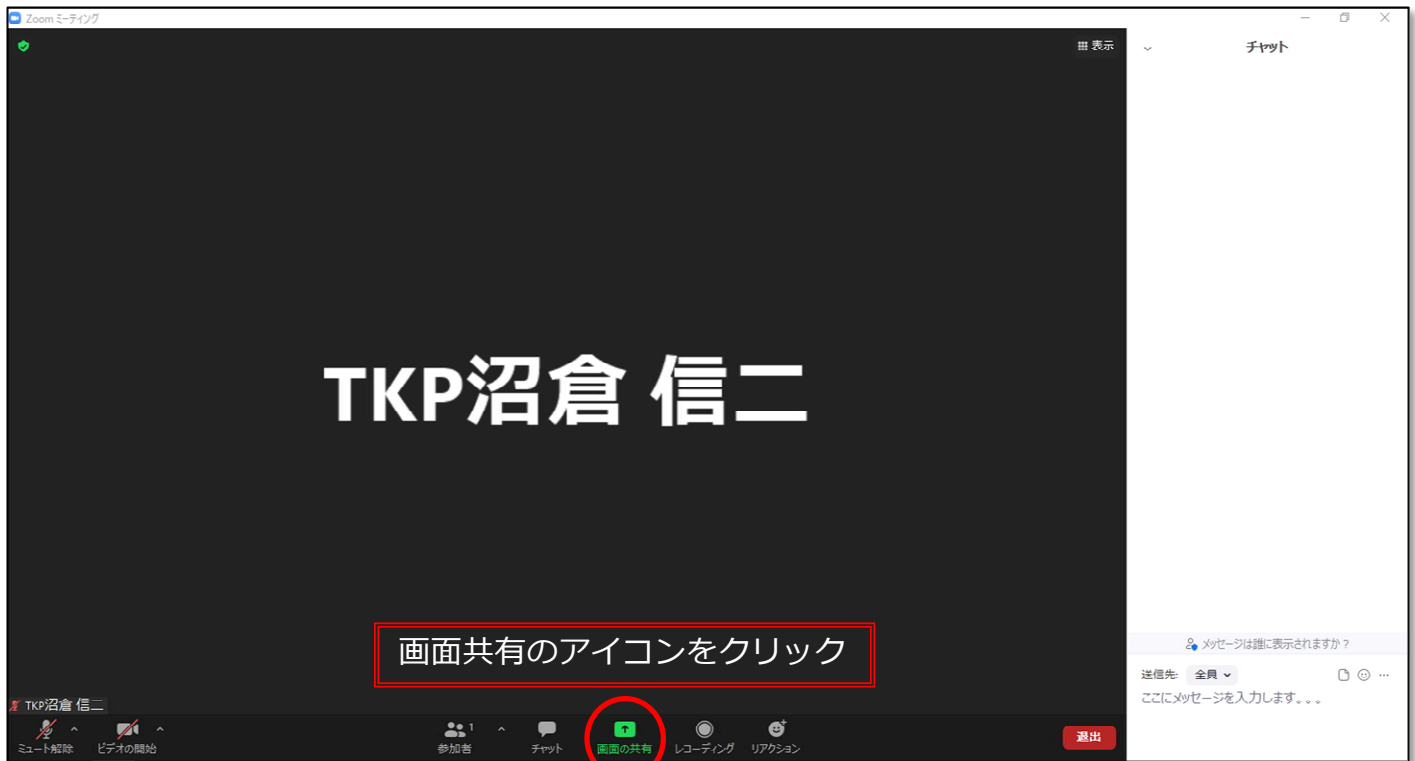 Zoom ミーティング
表示
チャット
TKP沼倉 信二
画面共有のアイコンをクリック
メッセージは誰に表示されますか？
送信先: 全員
ここにメッセージを入力します。。。
TKP沼倉 信二
ミュート解除
ビデオの開始
1
参加者
チャット
画面の共有
レコーディング
リアクション
退出